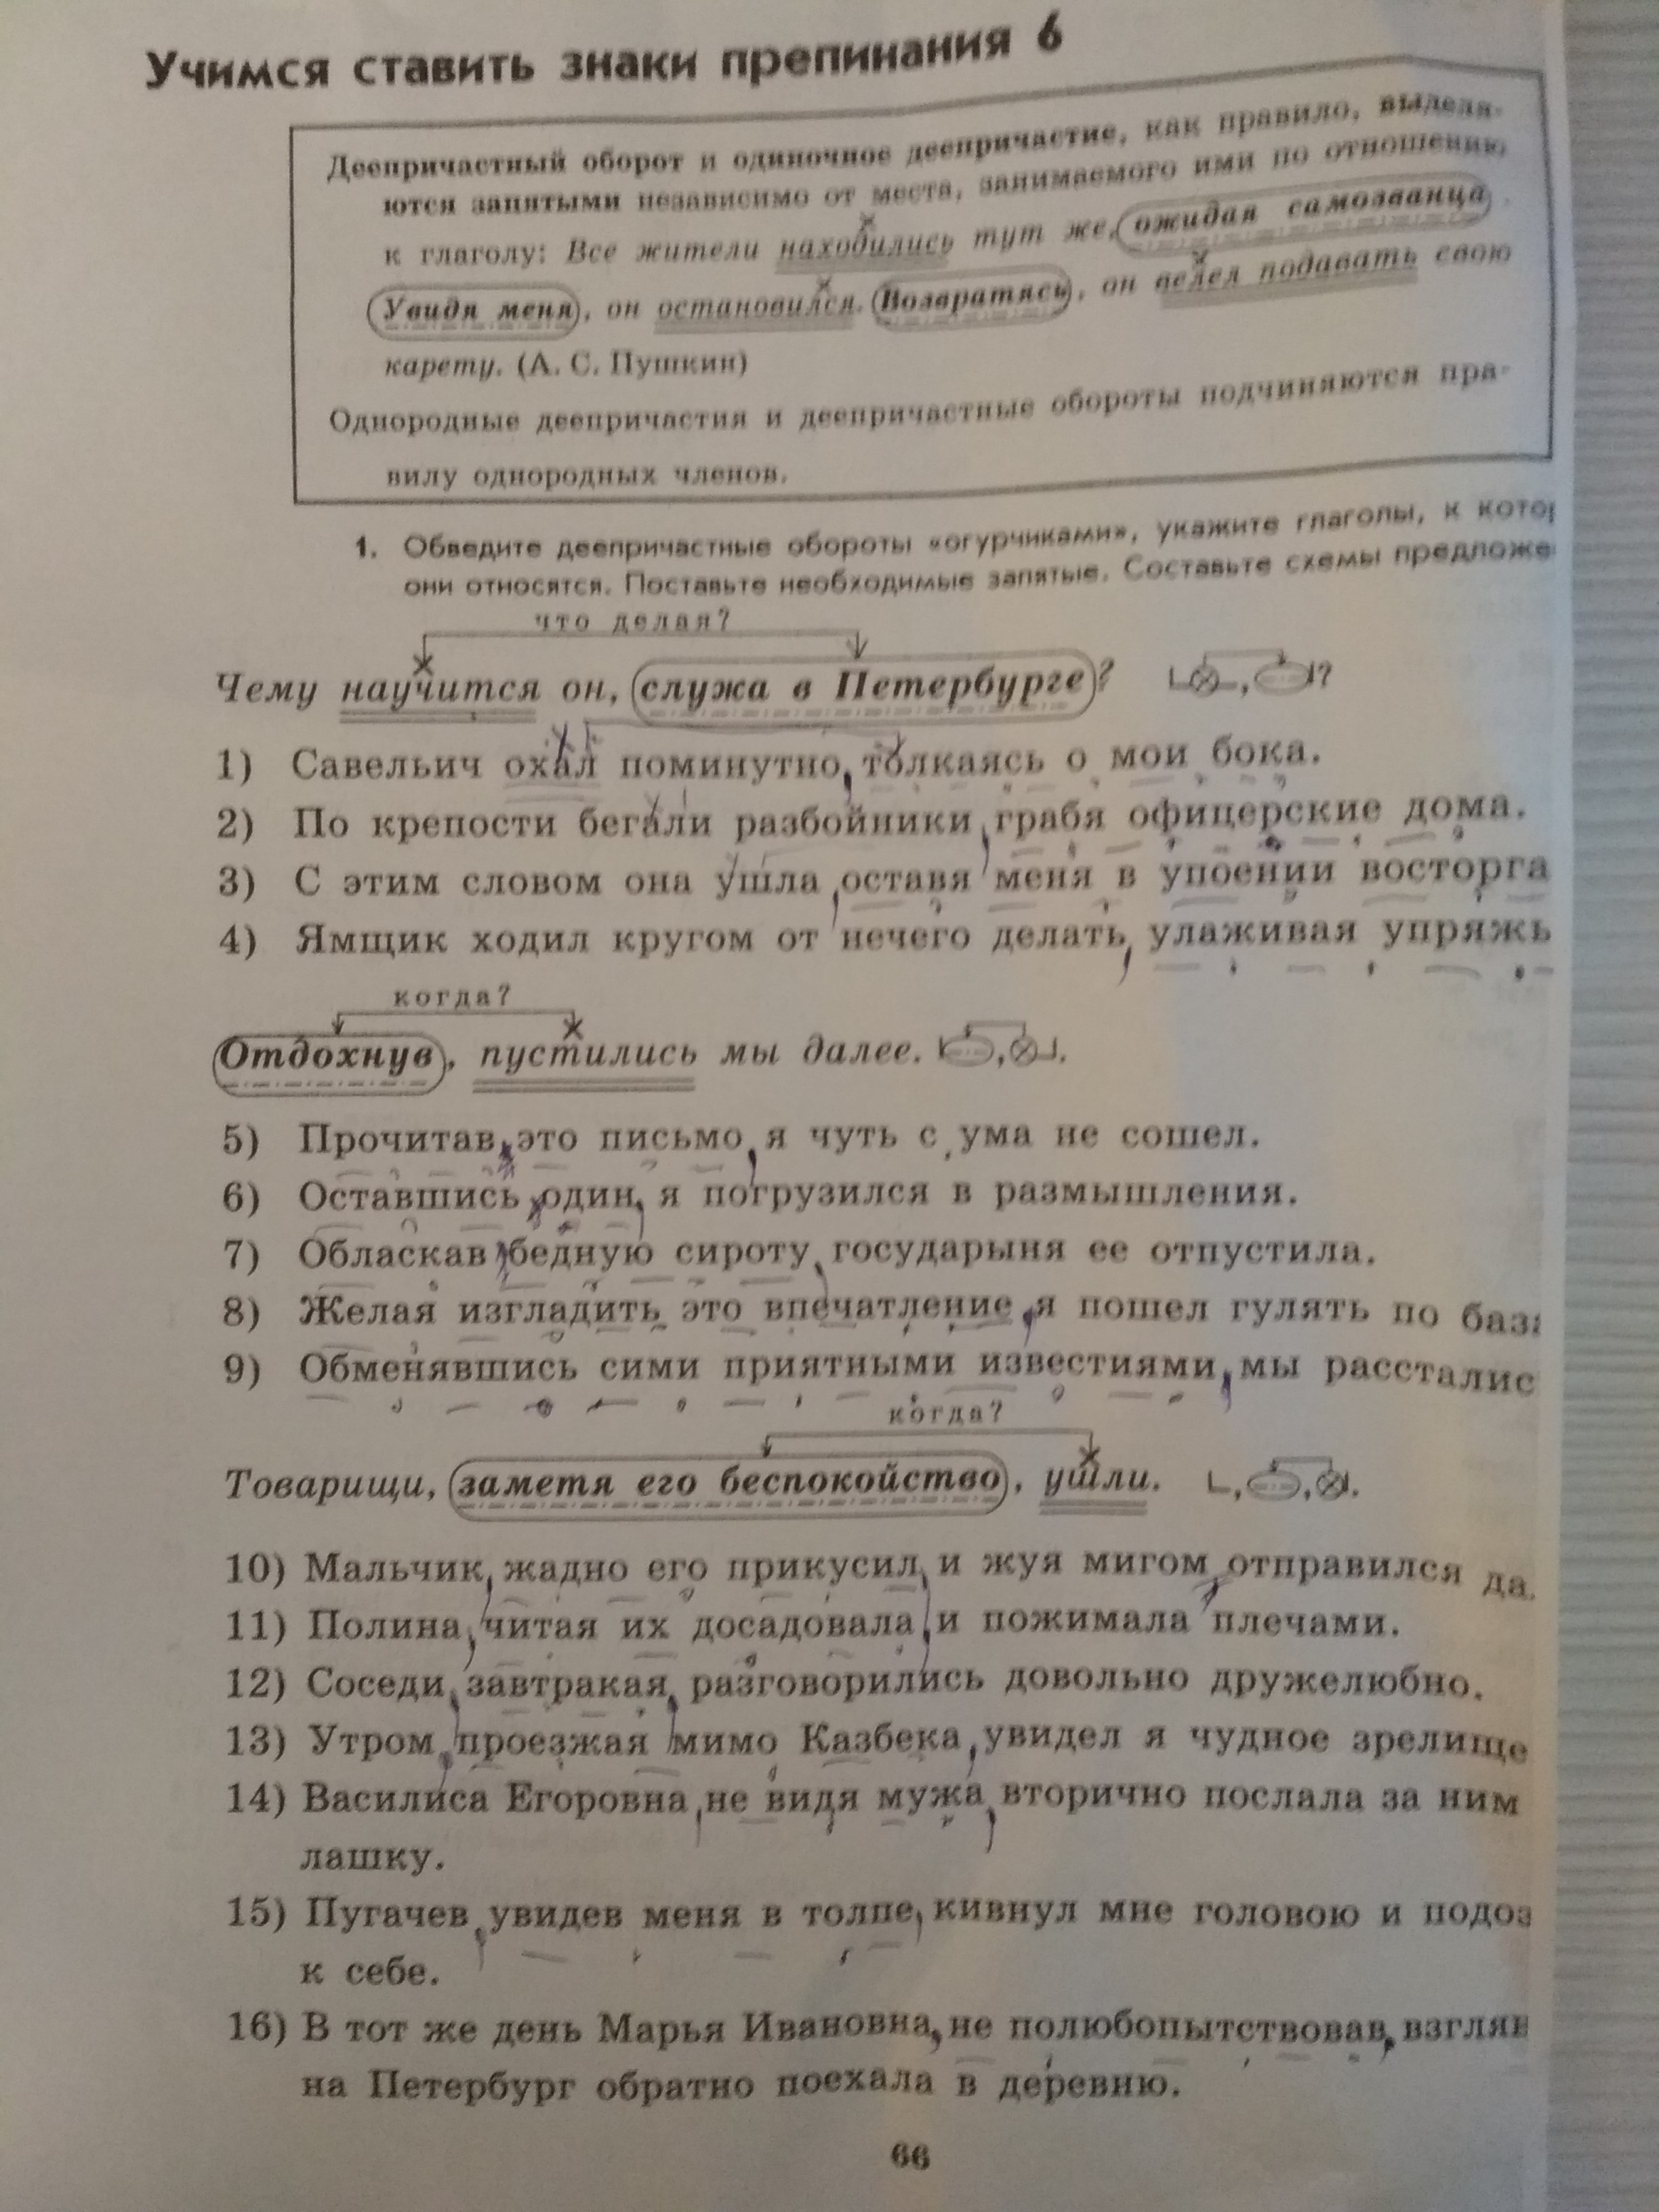 Учимся ставить знаки препинания 6
Деепричастный оборот и одиночное деепричастие, как правило, выделя-
ются запятыми независимо от места, занимаемого ими по отношению
к глаголу: Все жители находились тут же, ожидая самозванца.
Увидя меня, он остановился. Возвратясь, он велел подавать свою
карету. (А. С. Пушкин)
Однородные деепричастия и деепричастные обороты подчиняются пра-
вилу однородных членов.
1. Обведите деепричастные обороты «огурчиками», укажите глаголы, к котор
они относятся. Поставьте необходимые запятые. Составьте схемы предложе
что делая?
Чему научится он, служа в Петербурге?
1) Савельич охал поминутно, толкаясь о мои бока.
2) По крепости бегали разбойники, грабя офицерские дома.
3) С этим словом она ушла, оставя меня в упоении восторга
4) Ямщик ходил кругом от нечего делать, улаживая упряжь
когда?
Отдохнув, пустились мы далее.
5) Прочитав это письмо, я чуть с ума не сошел.
6) Оставшись один, я погрузился в размышления.
7) Обласкав бедную сироту, государыня ее отпустила.
8) Желая изгладить это впечатление, я пошел гулять по база
9) Обменявшись сими приятными известиями, мы рассталис
когда?
Товарищи, заметя его беспокойство, ушли.
10) Мальчик, жадно его прикусил, и жуя мигом, отправился да
11) Полина, читая их досадовала, и пожимала плечами.
12) Соседи, завтракая, разговорились довольно дружелюбно.
13) Утром, проезжая мимо Казбека, увидел я чудное зрелище
14) Василиса Егоровна, не видя мужа, вторично послала за ним
лашку.
15) Пугачев, увидев меня в толпе, кивнул мне головою и подоз
к себе.
16) В тот же день Марья Ивановна, не полюбопытствовав, взглян
на Петербург обратно поехала в деревню.
66